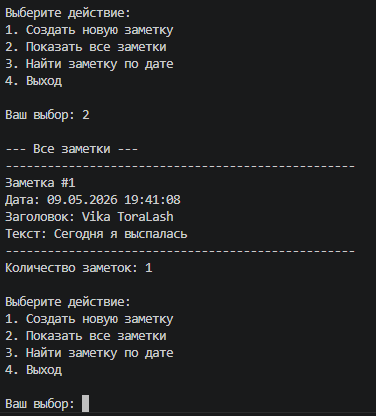 Выберите действие:
1. Создать новую заметку
2. Показать все заметки
3. Найти заметку по дате
4. Выход
Ваш выбор: 2
--- Все заметки ---
--------------------------------------------------
Заметка #1
Дата: 09.05.2026 19:41:08
Заголовок: Vika ToraLash
Текст: Сегодня я выспалась
--------------------------------------------------
Количество заметок: 1
Выберите действие:
1. Создать новую заметку
2. Показать все заметки
3. Найти заметку по дате
4. Выход
Ваш выбор: